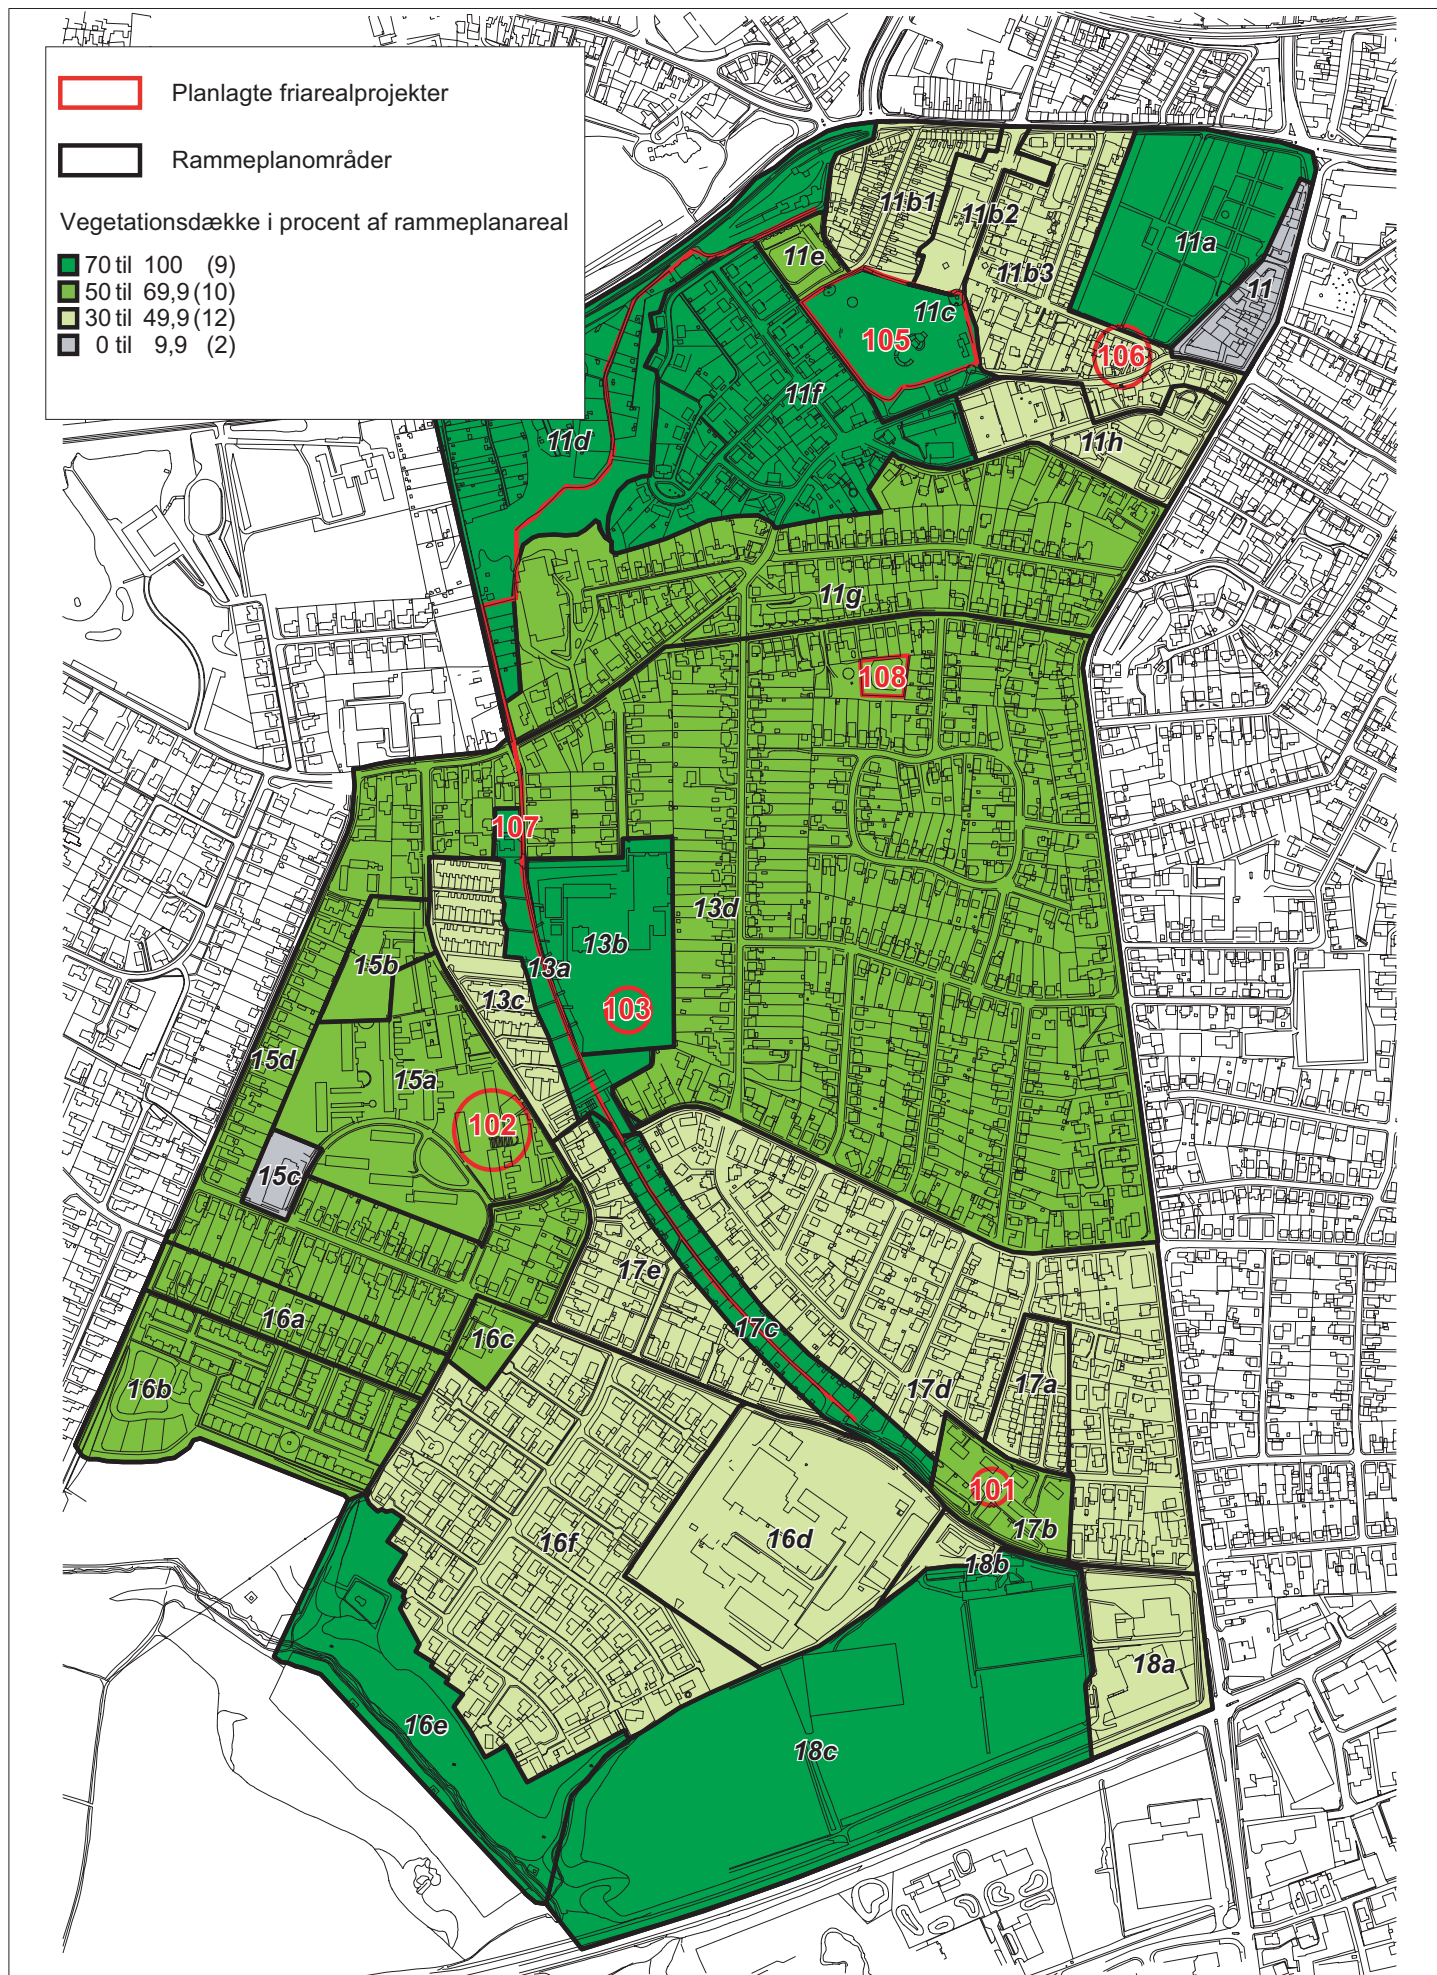 Planlagte friarealprojekter
Rammeplanområder
Vegetationsdække i procent af rammeplanareal
70 til 100 (9)
50 til 69,9 (10)
30 til 49,9 (12)
0 til 9,9 (2)
11b1
11b2
11a
11e
11b3
11
11c
105
106
11f
11d
11h
11g
108
107
13d
13b
15b
13a
13c
103
15d
15a
102
15c
17e
16a
17c
16c
16b
17d
17a
101
17b
16f
16d
18b
18a
16e
18c